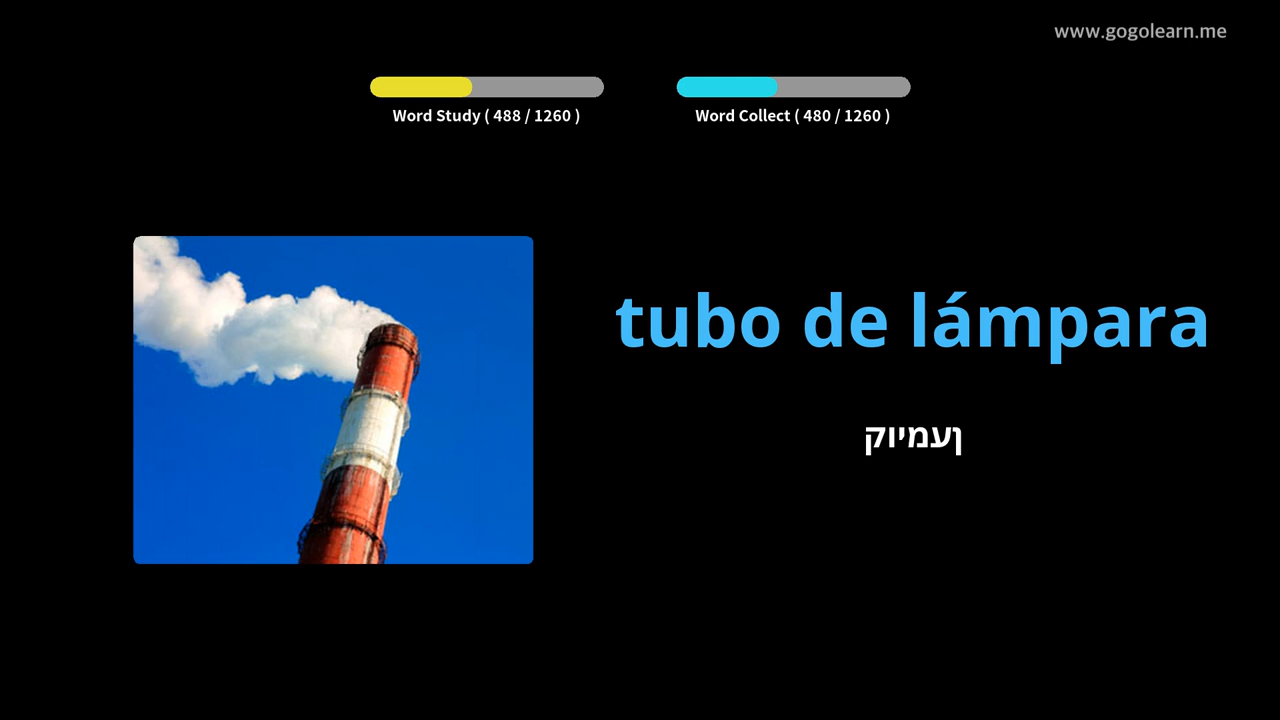 www.gogolearn.me
Word Study ( 488 / 1260 )
Word Collect ( 480 / 1260 )
tubo de lámpara
ןעמיוק